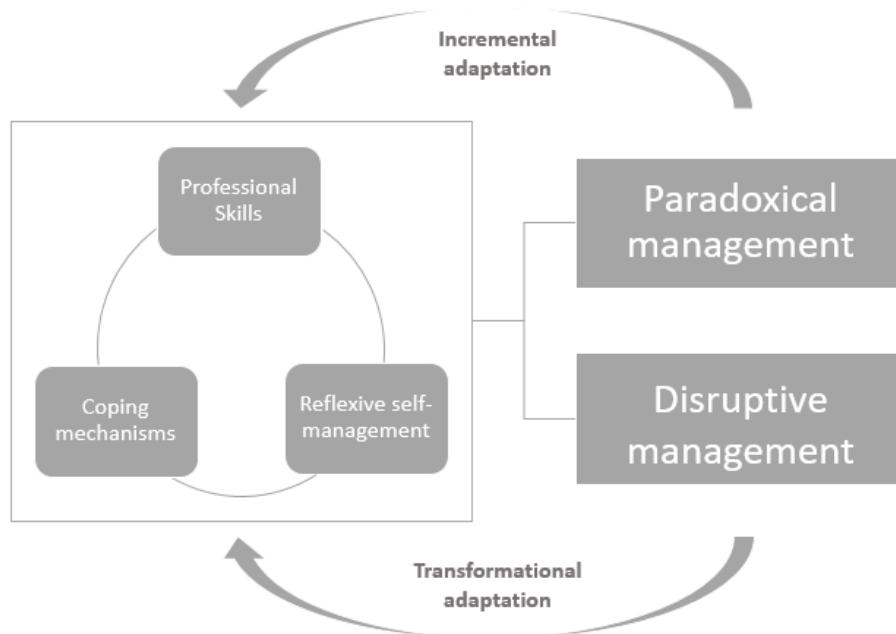 Incremental
adaptation
Professional
Skills
Paradoxical
management
Coping
mechanisms
Reflexive self-
management
Disruptive
management
Transformational
adaptation